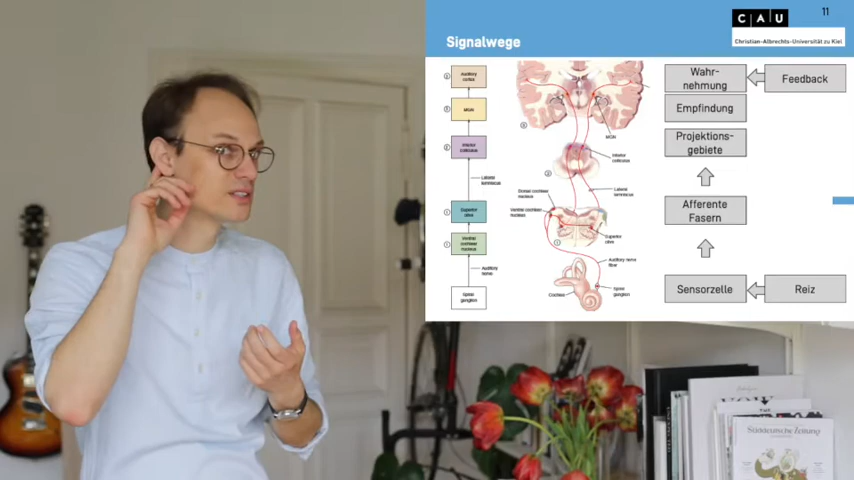 11
CAU
Christian-Albrechts-Universität zu Kiel
Signalwege
Auditory
cortex
MGN
Inferior
colliculus
Lateral
lemniscus
Superior
olive
Ventral
cochlear
nucleus
Auditory
nerve
Spiral
ganglion
MGN
Inferior
colliculus
Lateral
lemniscus
Dorsal cochlear
nucleus
Ventral cochlear
nucleus
Superior
olive
Auditory nerve
fiber
Cochlea
Spiral
ganglion
Wahr-
nehmung
Feedback
Empfindung
Projektions-
gebiete
Afferente
Fasern
Sensorzelle
Reiz
Süddeutsche Zeitung